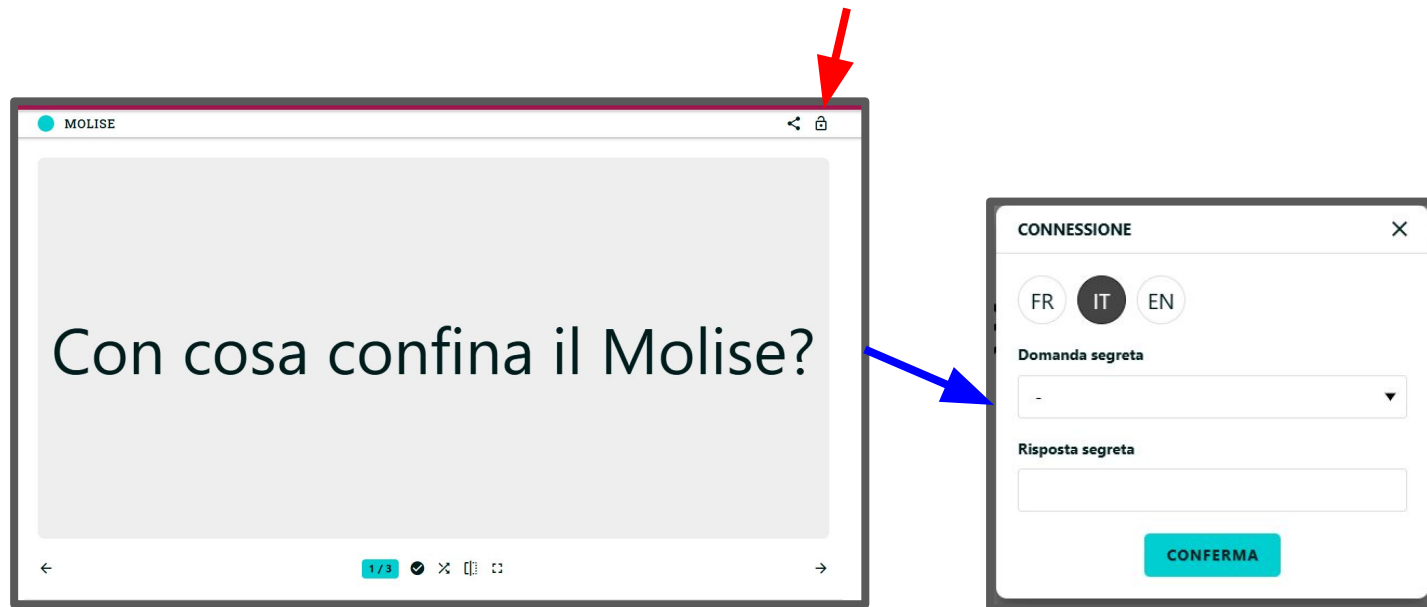 MOLISE
Con cosa confina il Molise?
1 / 3
CONNESSIONE
FR IT EN
Domanda segreta
-
Risposta segreta
CONFERMA